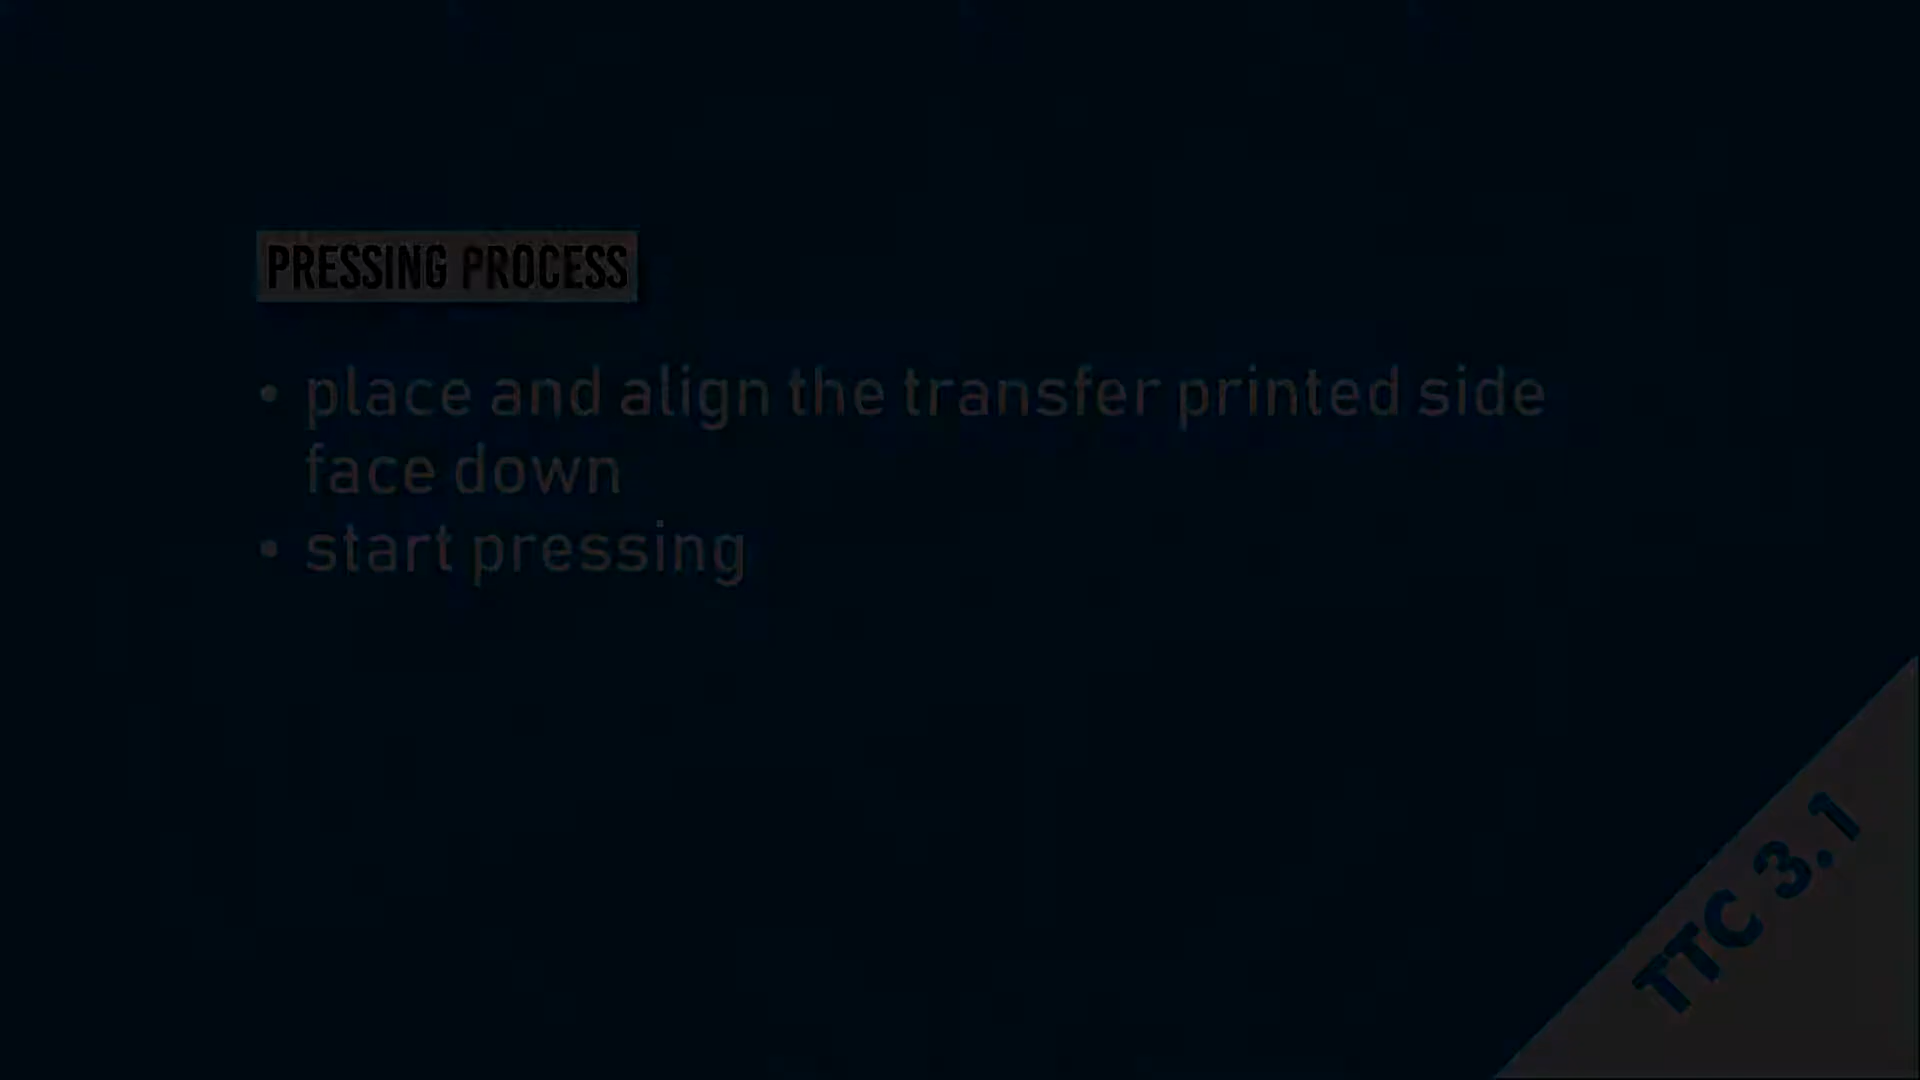 PRESSING PROCESS
• place and align the transfer printed side
face down
• start pressing
TTC 3.1